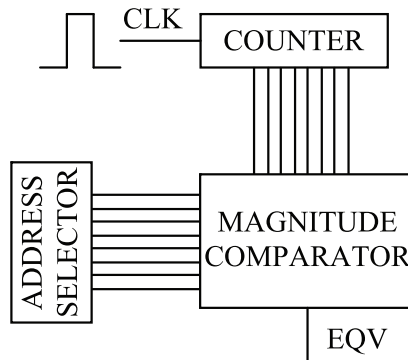 CLK
COUNTER
ADDRESS
SELECTOR
MAGNITUDE
COMPARATOR
EQV